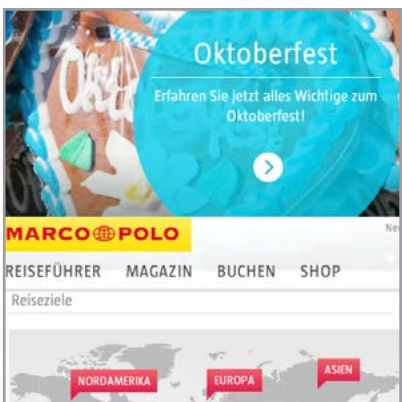 Oktoberfest
Erfahren Sie jetzt alles Wichtige zum
Oktoberfest!
MARCO POLO
REISEFÜHRER MAGAZIN BUCHEN SHOP
Reiseziele
NORDAMERIKA
EUROPA
ASIEN